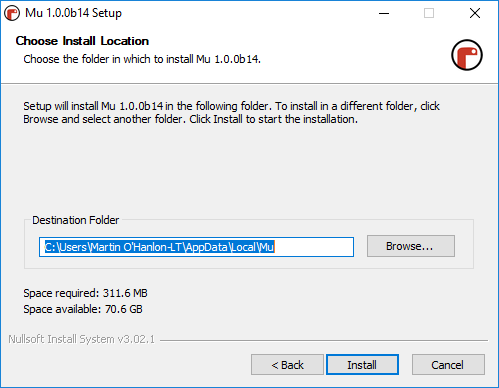 Mu 1.0.0b14 Setup
Choose Install Location
Choose the folder in which to install Mu 1.0.0b14.
Setup will install Mu 1.0.0b14 in the following folder. To install in a different folder, click
Browse and select another folder. Click Install to start the installation.
Destination Folder
C:\Users\Martin O'Hanlon-LT\AppData\Local\Mu
Browse...
Space required: 311.6 MB
Space available: 70.6 GB
Nullsoft Install System v3.02.1
< Back
Install
Cancel